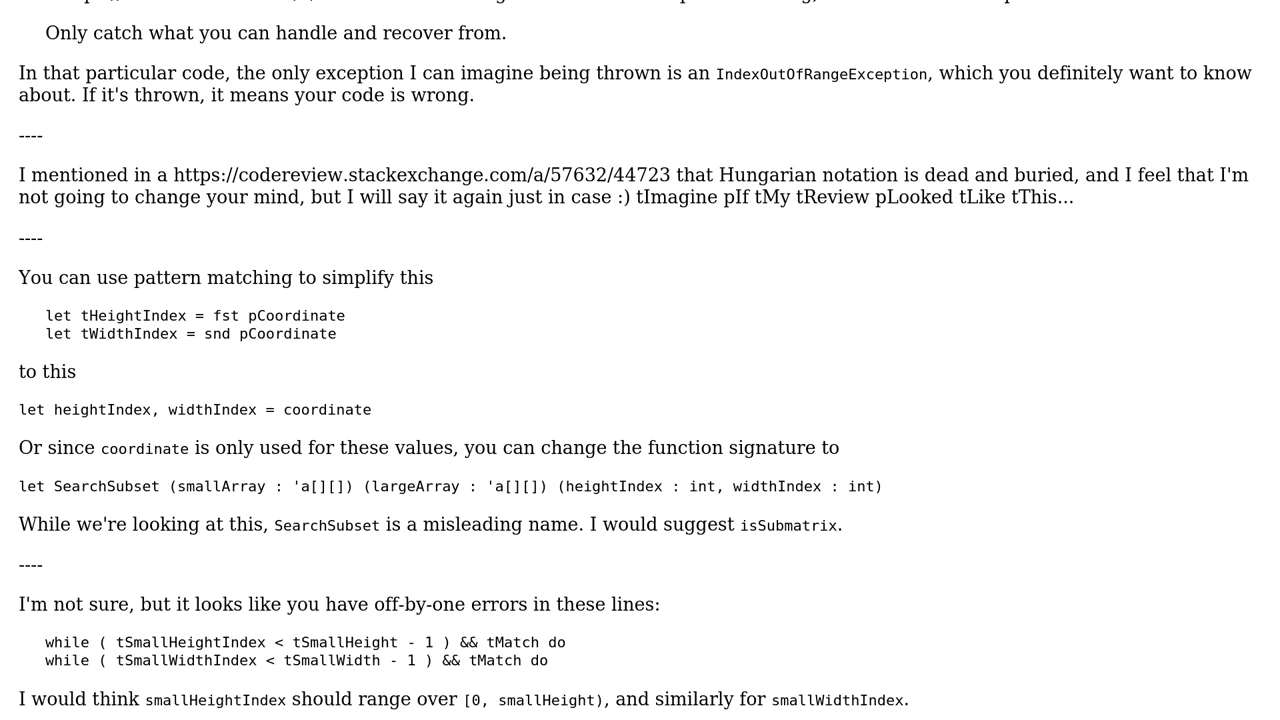 Only catch what you can handle and recover from.
In that particular code, the only exception I can imagine being thrown is an IndexOutOfRangeException, which you definitely want to know
about. If it's thrown, it means your code is wrong.
----
I mentioned in a https://codereview.stackexchange.com/a/57632/44723 that Hungarian notation is dead and buried, and I feel that I'm
not going to change your mind, but I will say it again just in case :) tImagine pIf tMy tReview pLooked tLike tThis...
----
You can use pattern matching to simplify this
let tHeightIndex = fst pCoordinate
let tWidthIndex = snd pCoordinate
to this
let heightIndex, widthIndex = coordinate
Or since coordinate is only used for these values, you can change the function signature to
let SearchSubset (smallArray : 'a[][]) (largeArray : 'a[][]) (heightIndex : int, widthIndex : int)
While we're looking at this, SearchSubset is a misleading name. I would suggest isSubmatrix.
----
I'm not sure, but it looks like you have off-by-one errors in these lines:
while ( tSmallHeightIndex < tSmallHeight - 1 ) && tMatch do
while ( tSmallWidthIndex < tSmallWidth - 1 ) && tMatch do
I would think smallHeightIndex should range over [0, smallHeight), and similarly for smallWidthIndex.